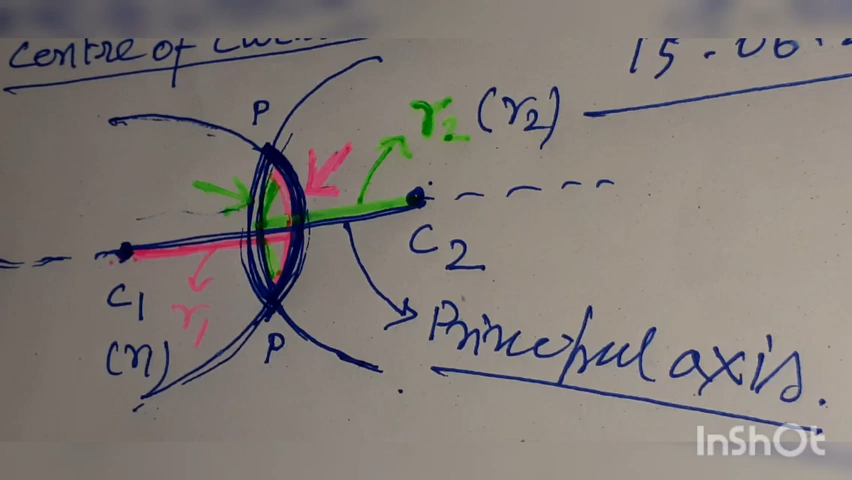 Centre of
15.06.
P
r2 (r2)
C2
C1
r1
(r1)
P
Principal axis.
InShOt